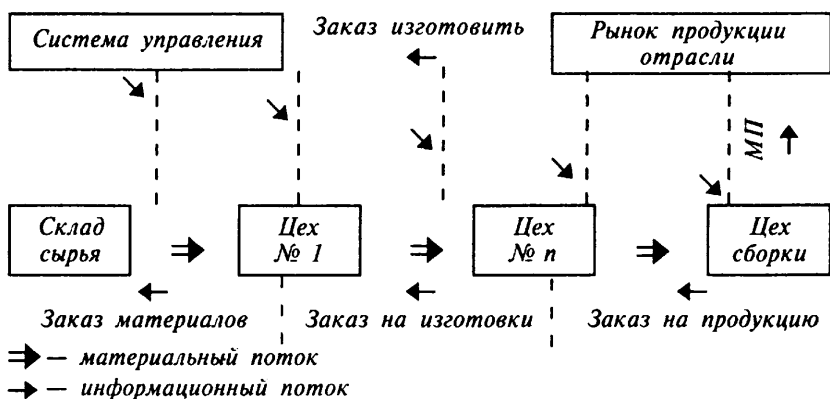 Система управления
Заказ изготовить
Рынок продукции
отрасли
МП
Склад
сырья
Цех
№ 1
Цех
№ п
Цех
сборки
Заказ материалов
Заказ на изготовки
Заказ на продукцию
— материальный поток
— информационный поток